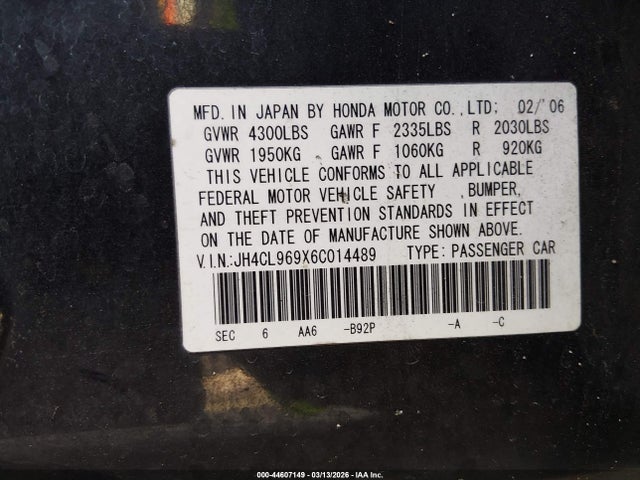 MFD. IN JAPAN BY HONDA MOTOR CO., LTD: 02/'06
GVWR 4300LBS GAWR F 2335LBS R 2030LBS
GVWR 1950KG GAWR F 1060KG R 920KG
THIS VEHICLE CONFORMS TO ALL APPLICABLE
FEDERAL MOTOR VEHICLE SAFETY ,BUMPER,
AND THEFT PREVENTION STANDARDS IN EFFECT
ON THE DATE OF MANUFACTURE SHOWN ABOVE.
V.I.N.:JH4CL969X6C014489 TYPE: PASSENGER CAR
SEC 6 AA6 -B92P -A -C
000-44607149 - 03/13/2026 - IAA Inc.